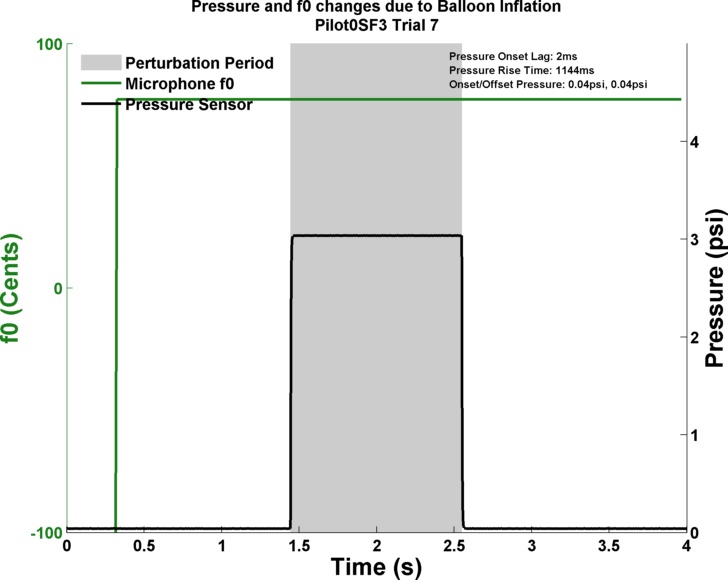 Pressure and f0 changes due to Balloon Inflation
Pilot0SF3 Trial 7
Perturbation Period
Microphone f0
Pressure Sensor
Pressure Onset Lag: 2ms
Pressure Rise Time: 1144ms
Onset/Offset Pressure: 0.04psi, 0.04psi
100
0
-100
f0 (Cents)
4
3
2
1
0
Pressure (psi)
0 0.5 1 1.5 2 2.5 3 3.5 4
Time (s)